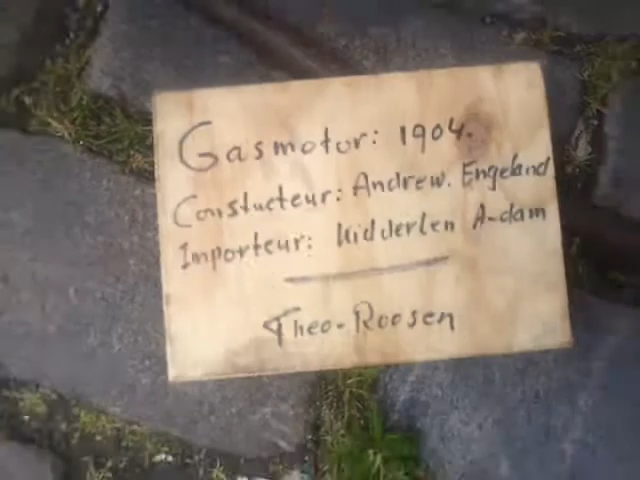 Gasmotor: 1904.
Constucteur: Andrew. Engeland
Importeur: Kidderlen A-dam
Theo-Roosen